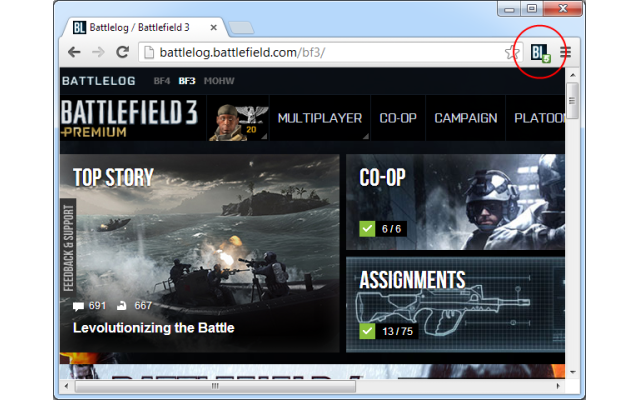 BL Battlelog / Battlefield 3
battlelog.battlefield.com/bf3/
BL
BATTLELOG BF4 BF3 MOHW
BATTLEFIELD 3
PREMIUM
20
MULTIPLAYER CO-OP CAMPAIGN PLATOO
TOP STORY
FEEDBACK & SUPPORT
691 667
Levolutionizing the Battle
CO-OP
6 / 6
ASSIGNMENTS
13 / 75